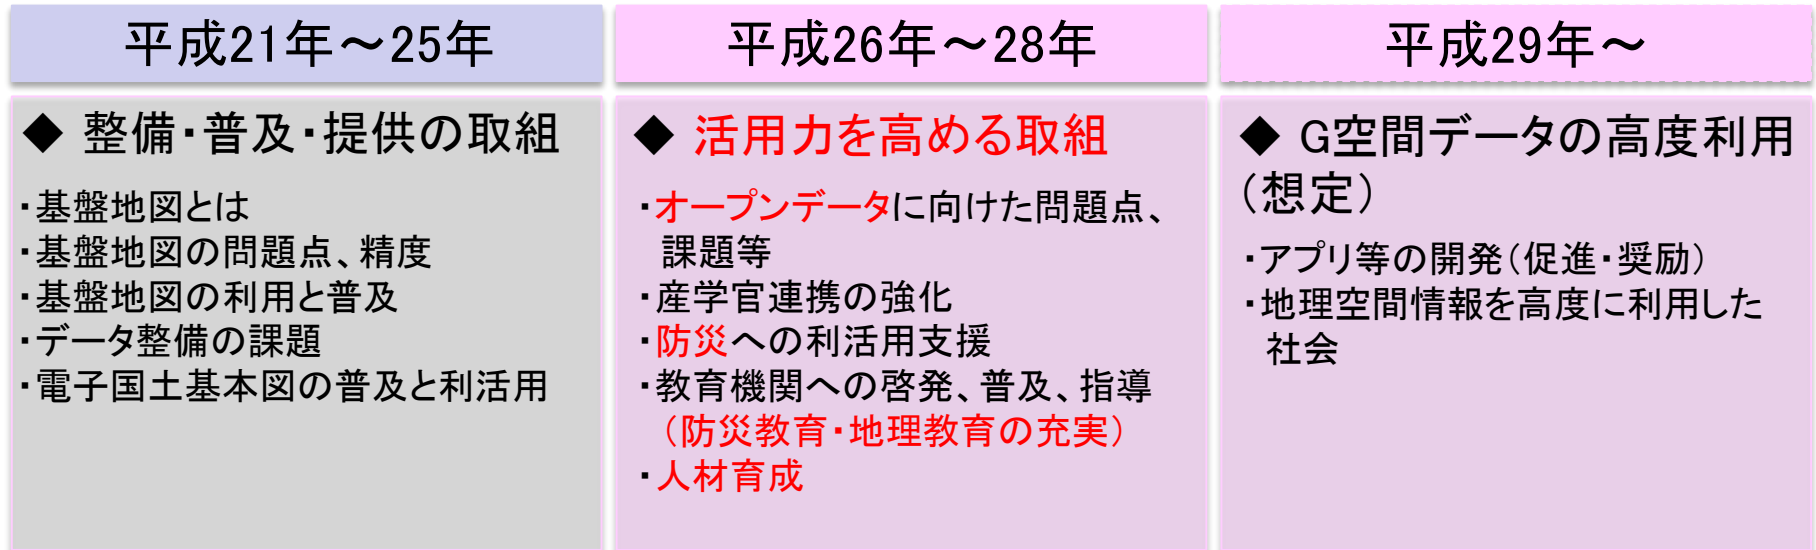 平成21年～25年
◆ 整備・普及・提供の取組
・基盤地図とは
・基盤地図の問題点、精度
・基盤地図の利用と普及
・データ整備の課題
・電子国土基本図の普及と利活用
平成26年～28年
◆ 活用力を高める取組
・オープンデータに向けた問題点、
課題等
・産学官連携の強化
・防災への利活用支援
・教育機関への啓発、普及、指導
（防災教育・地理教育の充実）
・人材育成
平成29年～
◆ G空間データの高度利用
（想定）
・アプリ等の開発（促進・奨励）
・地理空間情報を高度に利用した
社会